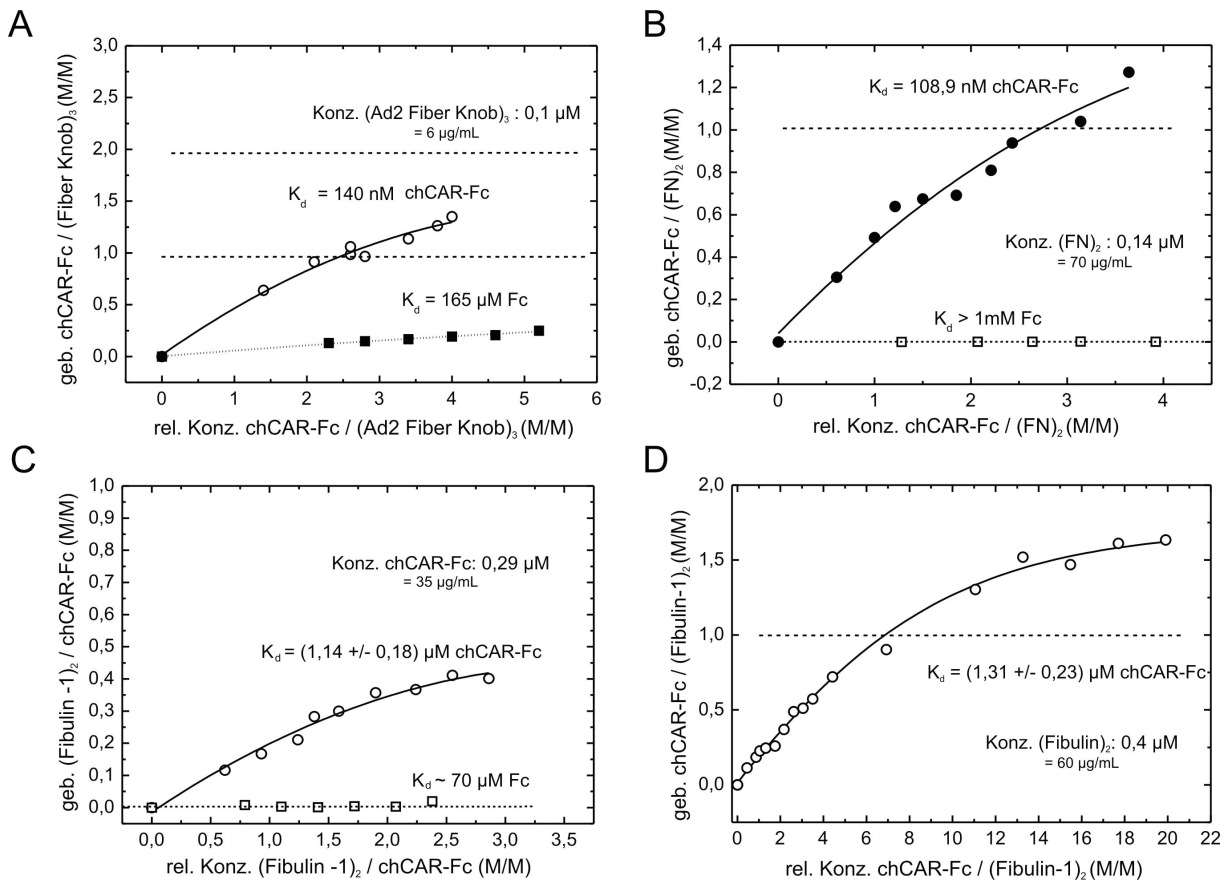 A
3,0
2,5
2,0
1,5
1,0
0,5
0,0
geb. chCAR-Fc / (Fiber Knob)₃ (M/M)
Konz. (Ad2 Fiber Knob)₃ : 0,1 µM
= 6 µg/mL
K_d = 140 nM chCAR-Fc
K_d = 165 µM Fc
0 1 2 3 4 5 6
rel. Konz. chCAR-Fc / (Ad2 Fiber Knob)₃ (M/M)
B
1,4
1,2
1,0
0,8
0,6
0,4
0,2
0,0
-0,2
geb. chCAR-Fc / (FN)₂ (M/M)
K_d = 108,9 nM chCAR-Fc
Konz. (FN)₂ : 0,14 µM
= 70 µg/mL
K_d > 1mM Fc
0 1 2 3 4
rel. Konz. chCAR-Fc / (FN)₂ (M/M)
C
1,0
0,9
0,8
0,7
0,6
0,5
0,4
0,3
0,2
0,1
0,0
geb. (Fibulin -1)₂ / chCAR-Fc (M/M)
Konz. chCAR-Fc: 0,29 µM
= 35 µg/mL
K_d = (1,14 +/- 0,18) µM chCAR-Fc
K_d ~ 70 µM Fc
0,0 0,5 1,0 1,5 2,0 2,5 3,0 3,5
rel. Konz. (Fibulin -1)₂ / chCAR-Fc (M/M)
D
2,0
1,5
1,0
0,5
0,0
geb. chCAR-Fc / (Fibulin-1)₂ (M/M)
K_d = (1,31 +/- 0,23) µM chCAR-Fc
Konz. (Fibulin)₂: 0,4 µM
= 60 µg/mL
0 2 4 6 8 10 12 14 16 18 20 22
rel. Konz. chCAR-Fc / (Fibulin-1)₂ (M/M)